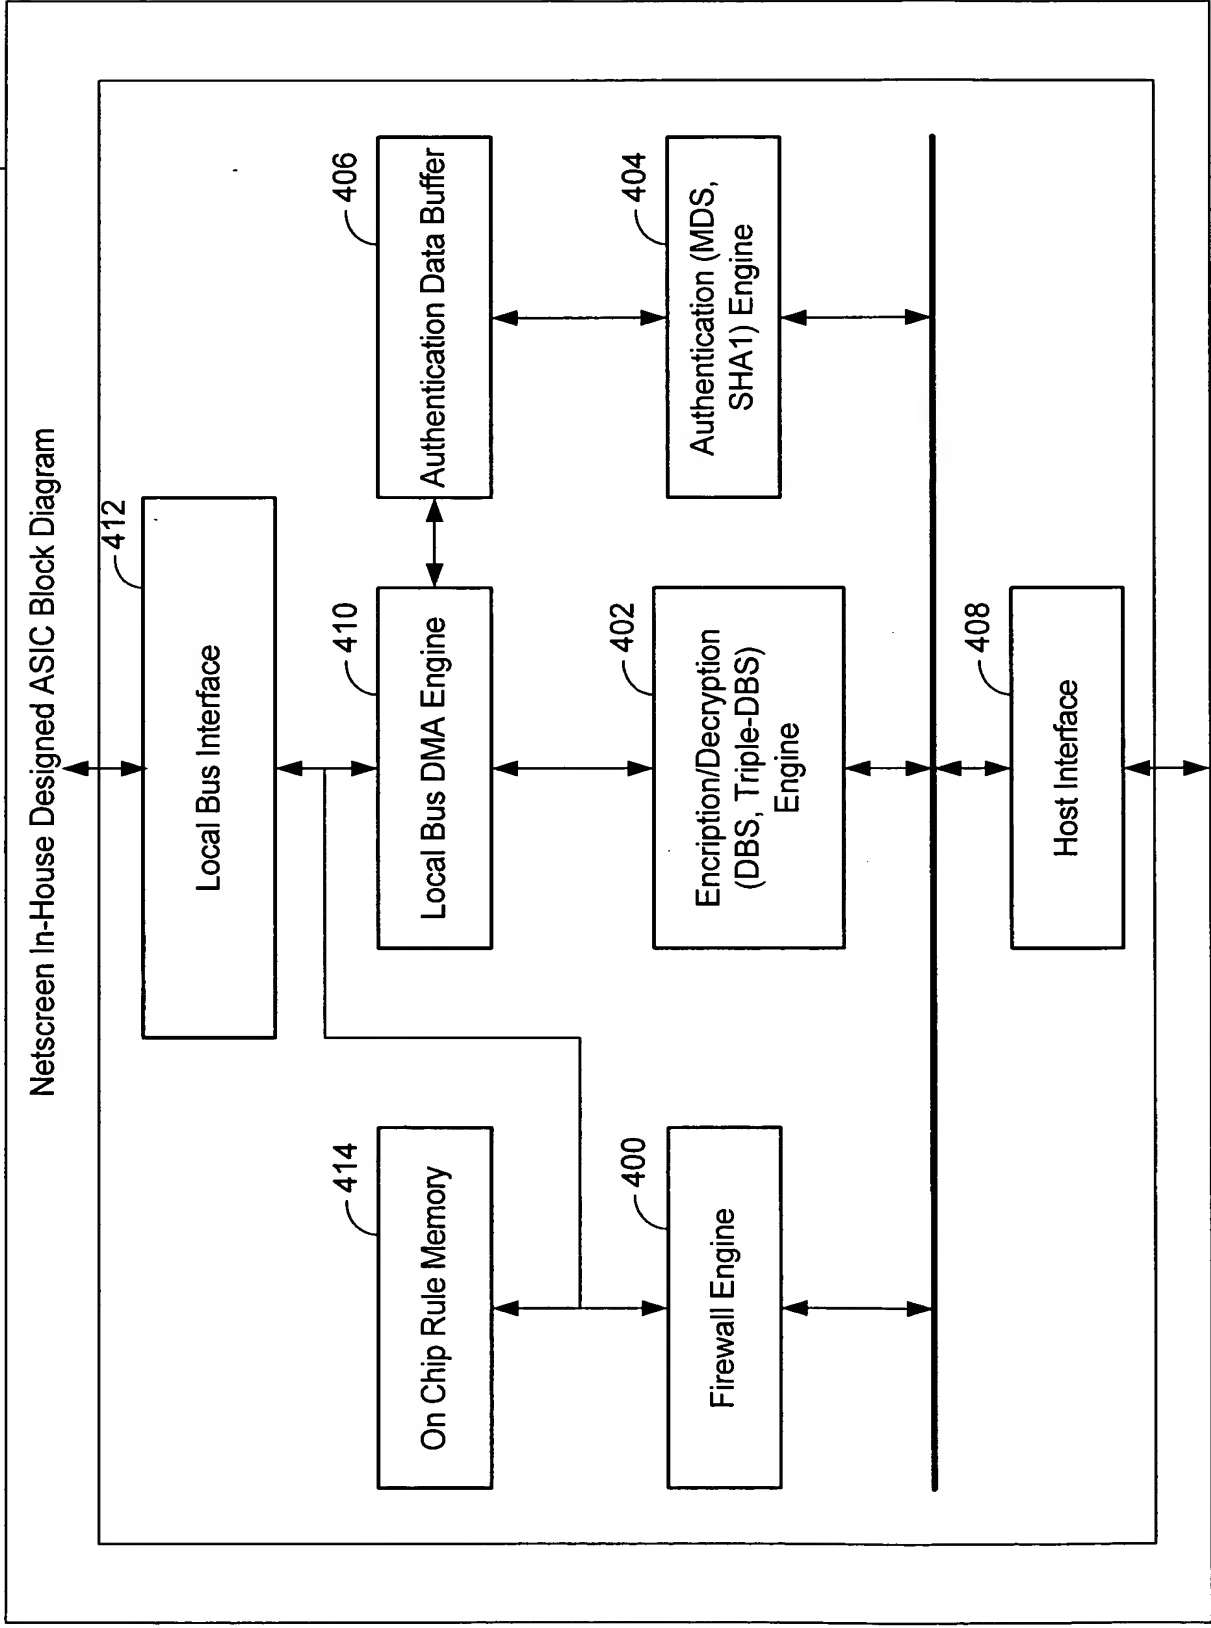 Netscreen In-House Designed ASIC Block Diagram
412
Local Bus Interface
414
On Chip Rule Memory
410
Local Bus DMA Engine
406
Authentication Data Buffer
400
Firewall Engine
402
Encription/Decryption
(DBS, Triple-DBS)
Engine
404
Authentication (MDS,
SHA1) Engine
408
Host Interface